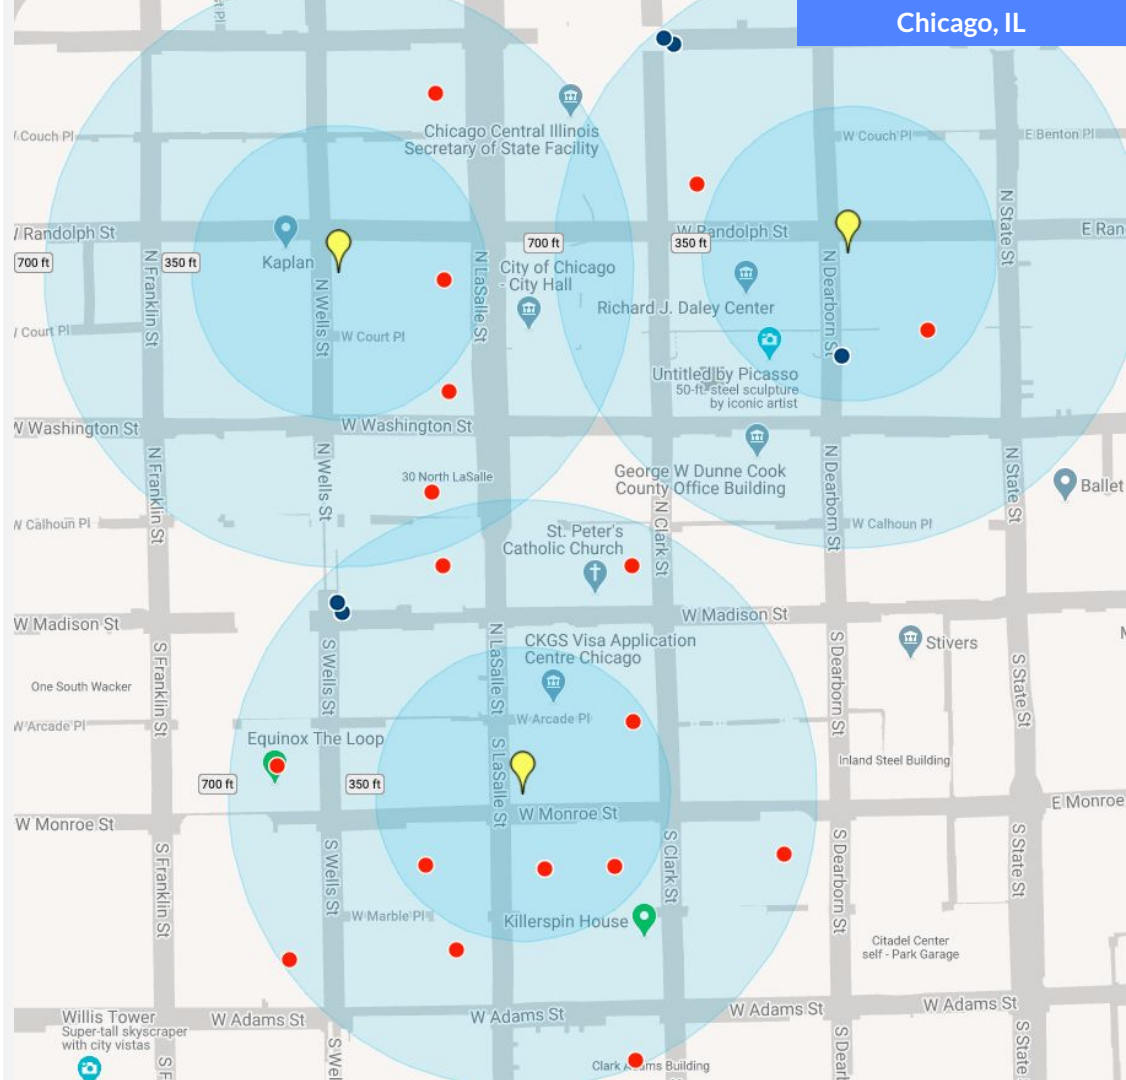 Chicago, IL
t Pl
Couch Pl
Chicago Central Illinois
Secretary of State Facility
W Couch Pl
E Benton Pl
N State St
Randolph St
W Randolph St
E Ran
700 ft
350 ft
700 ft
350 ft
Kaplan
N Franklin St
N Wells St
N LaSalle St
City of Chicago
- City Hall
N Dearborn St
Richard J. Daley Center
Court Pl
W Court Pl
Untitled by Picasso
50-ft. steel sculpture
by iconic artist
W Washington St
W Washington St
N Franklin St
N Wells St
30 North LaSalle
George W Dunne Cook
County Office Building
N Clark St
N Dearborn St
N State St
Ballet
W Calhoun Pl
W Calhoun Pl
St. Peter's
Catholic Church
W Madison St
W Madison St
S Franklin St
S Wells St
N LaSalle St
CKGS Visa Application
Centre Chicago
S Dearborn St
Stivers
S State St
One South Wacker
W Arcade Pl
W Arcade Pl
Equinox The Loop
S LaSalle St
Inland Steel Building
700 ft
350 ft
W Monroe St
W Monroe St
E Monroe
S Franklin St
S Wells St
S Clark St
S Dearborn St
S State St
W Marble Pl
Killerspin House
Citadel Center
self - Park Garage
Willis Tower
Super-tall skyscraper
with city vistas
W Adams St
W Adams St
W Adams St
W Adams St
S F
S Wel
Clark Adams Building
S Dear
S State